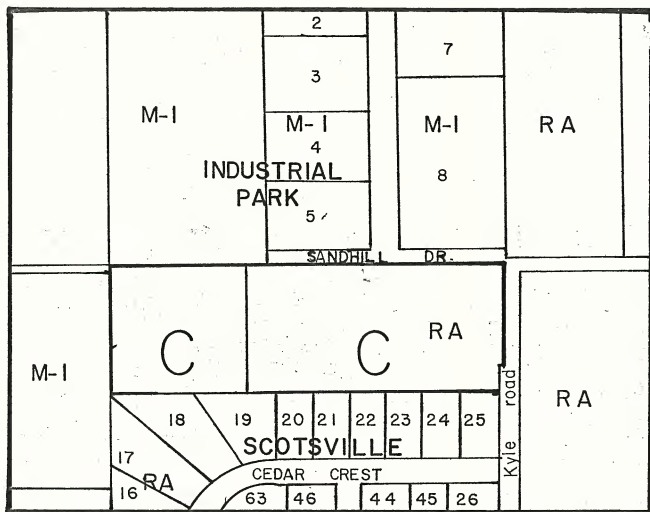 2
7
3
M-I
M-I
M-I
RA
4
INDUSTRIAL
8
PARK
5
SANDHILL DR.
C
C
RA
M-I
Kyle road
RA
18
19
20
21
22
23
24
25
SCOTSVILLE
17
CEDAR CREST
RA
16
63
46
44
45
26